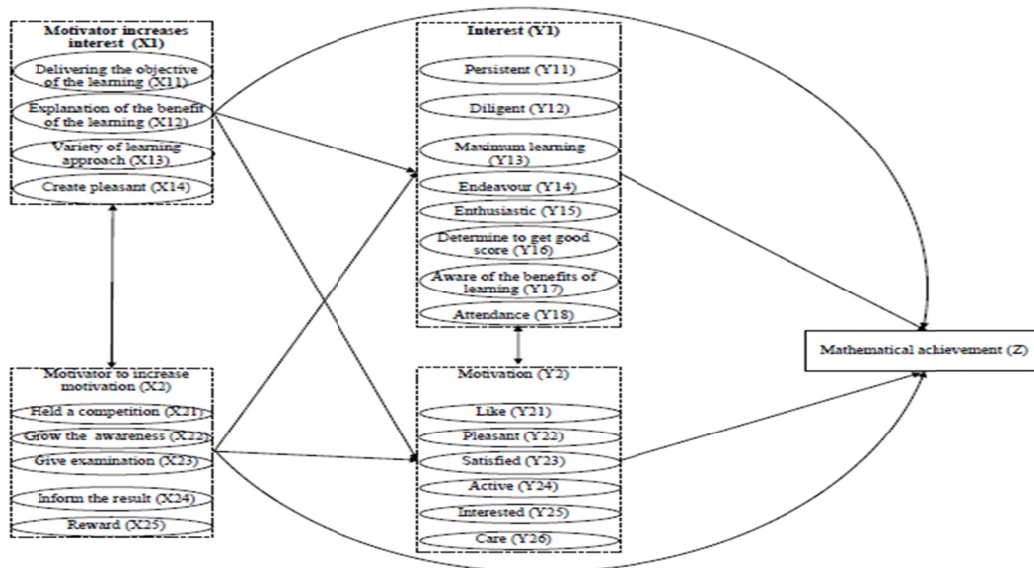 Motivator increases
interest (X1)
Delivering the objective
of the learning (X11)
Explanation of the benefit
of the learning (X12)
Variety of learning
approach (X13)
Create pleasant (X14)
Motivator to increase
motivation (X2)
Held a competition (X21)
Grow the awareness (X22)
Give examination (X23)
Inform the result (X24)
Reward (X25)
Interest (Y1)
Persistent (Y11)
Diligent (Y12)
Maximum learning
(Y13)
Endeavour (Y14)
Enthusiastic (Y15)
Determine to get good
score (Y16)
Aware of the benefits of
learning (Y17)
Attendance (Y18)
Motivation (Y2)
Like (Y21)
Pleasant (Y22)
Satisfied (Y23)
Active (Y24)
Interested (Y25)
Care (Y26)
Mathematical achievement (Z)